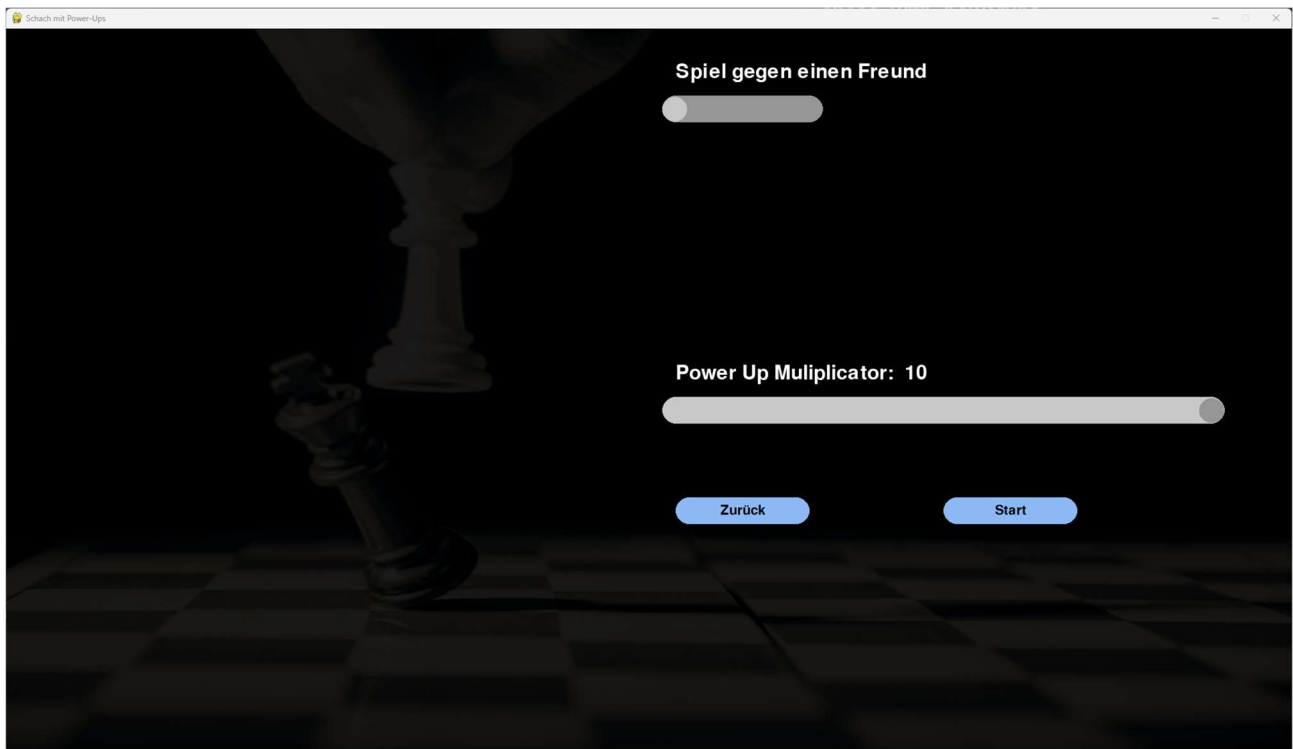 Schach mit Power-Ups
Spiel gegen einen Freund
Power Up Muliplicator: 10
Zurück
Start